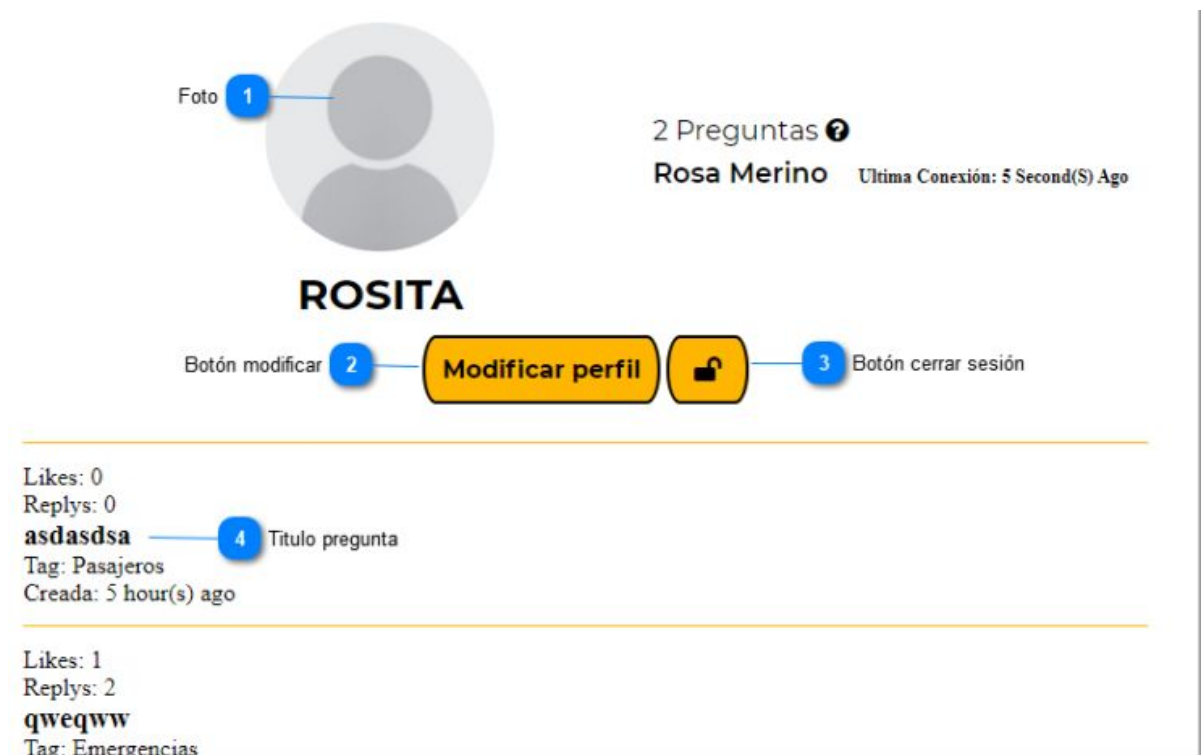 Foto 1
2 Preguntas ?
Rosa Merino Ultima Conexión: 5 Second(S) Ago
ROSITA
Botón modificar 2 Modificar perfil 3 Botón cerrar sesión
Likes: 0
Replys: 0
asdasdsa 4 Titulo pregunta
Tag: Pasajeros
Creada: 5 hour(s) ago
Likes: 1
Replys: 2
qweqww
Tag: Emergencias